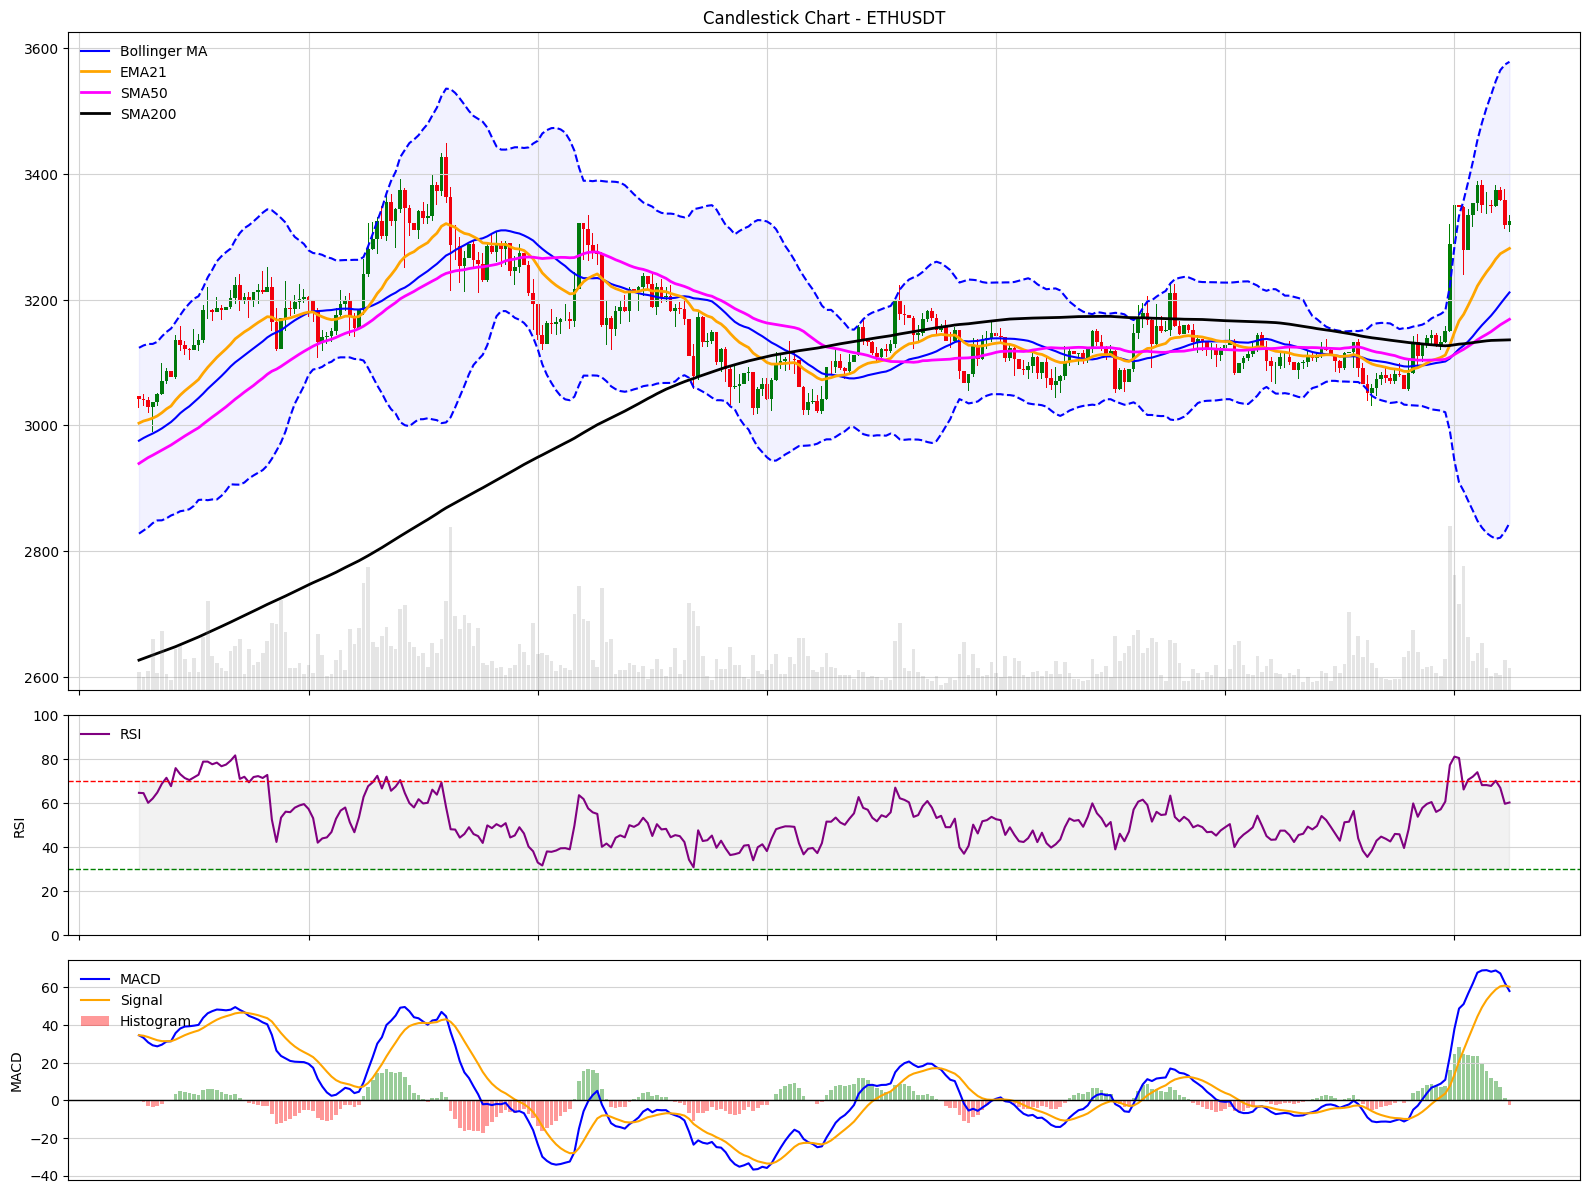 Candlestick Chart - ETHUSDT
3600
3400
3200
3000
2800
2600
Bollinger MA
EMA21
SMA50
SMA200
100
80
60
40
20
0
RSI
RSI
60
40
20
0
−20
−40
MACD
MACD
Signal
Histogram